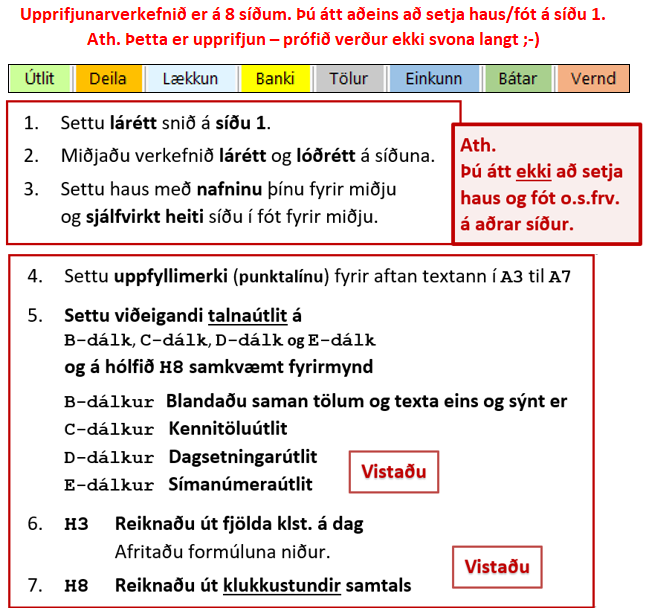 Upprifjunarverkefnið er á 8 síðum. Þú átt aðeins að setja haus/fót á síðu 1.
Ath. Þetta er upprifjun – prófið verður ekki svona langt ;-)
Útlit Deila Lækkun Banki Tölur Einkunn Bátar Vernd
1. Settu lárétt snið á síðu 1.
2. Miðjaðu verkefnið lárétt og lóðrétt á síðuna.
3. Settu haus með nafninu þínu fyrir miðju
og sjálfvirkt heiti síðu í fót fyrir miðju.
Ath.
Þú átt ekki að setja
haus og fót o.s.frv.
á aðrar síður.
4. Settu uppfyllimerki (punktalínu) fyrir aftan textann í A3 til A7
5. Settu viðeigandi talnaútlit á
B-dálk, C-dálk, D-dálk og E-dálk
og á hólfið H8 samkvæmt fyrirmynd
B-dálkur Blandaðu saman tölum og texta eins og sýnt er
C-dálkur Kennitöluútlit
D-dálkur Dagsetningarútlit
E-dálkur Símanúmeraútlit
Vistaðu
6. H3 Reiknaðu út fjölda klst. á dag
Afritaðu formúluna niður.
Vistaðu
7. H8 Reiknaðu út klukkustundir samtals